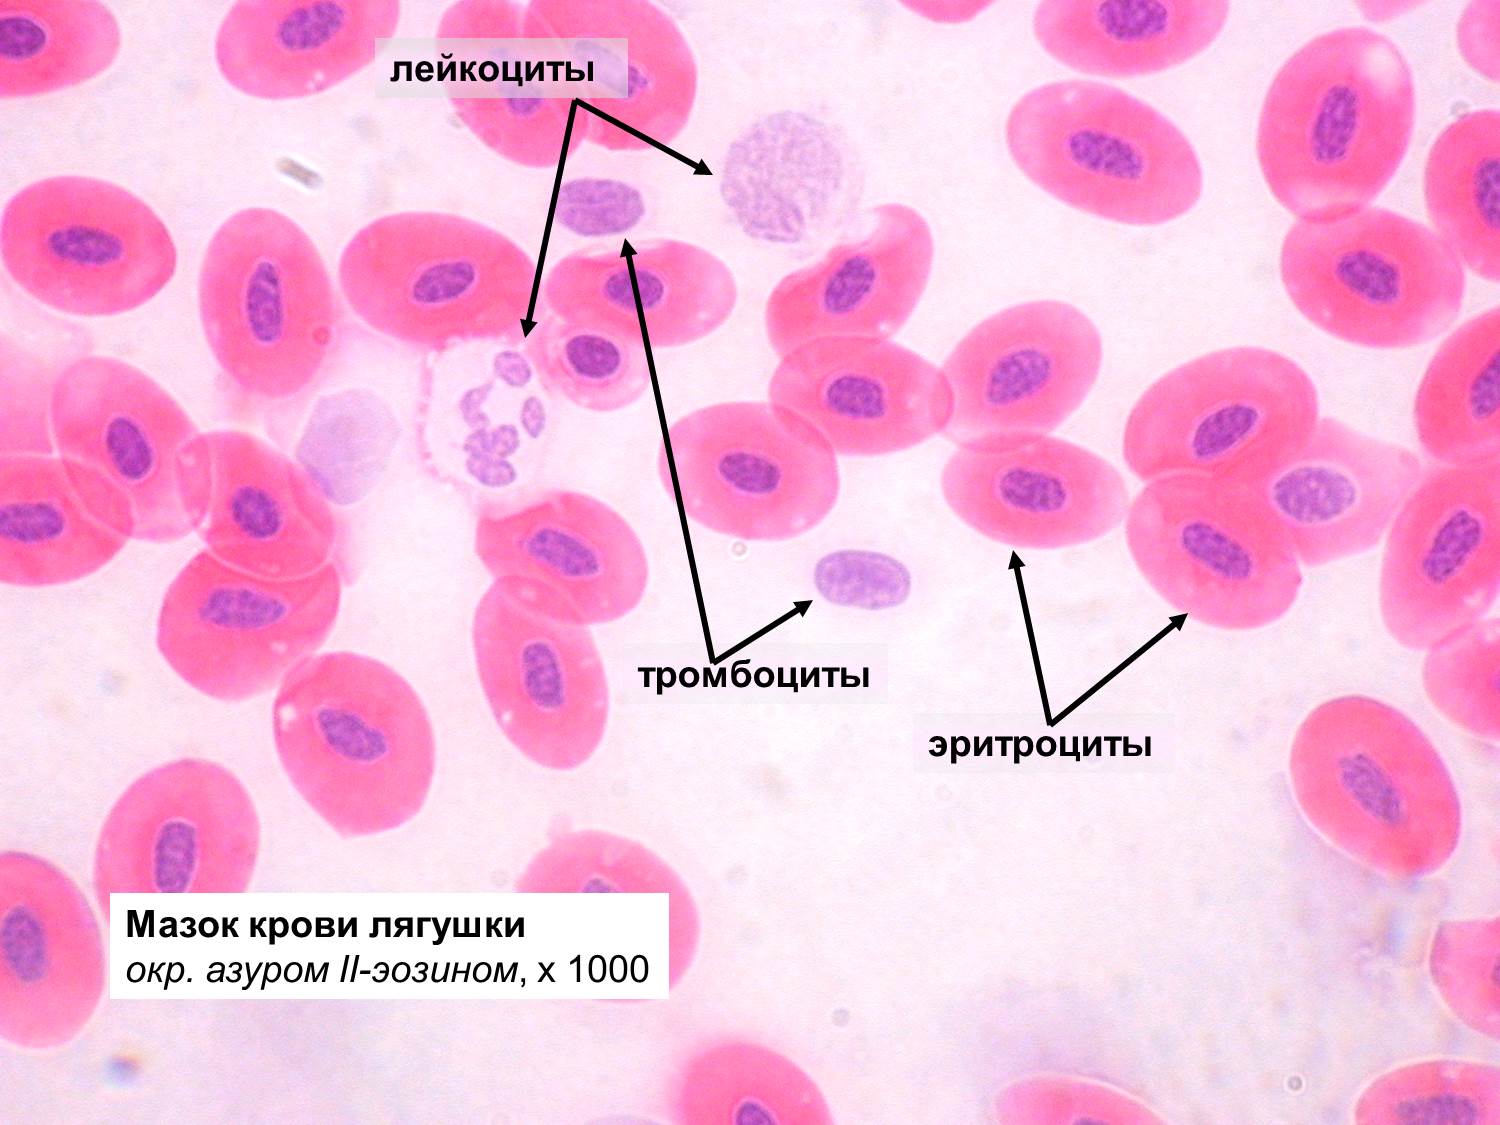 лейкоциты
тромбоциты
эритроциты
Мазок крови лягушки
окр. азуром II-эозином, х 1000